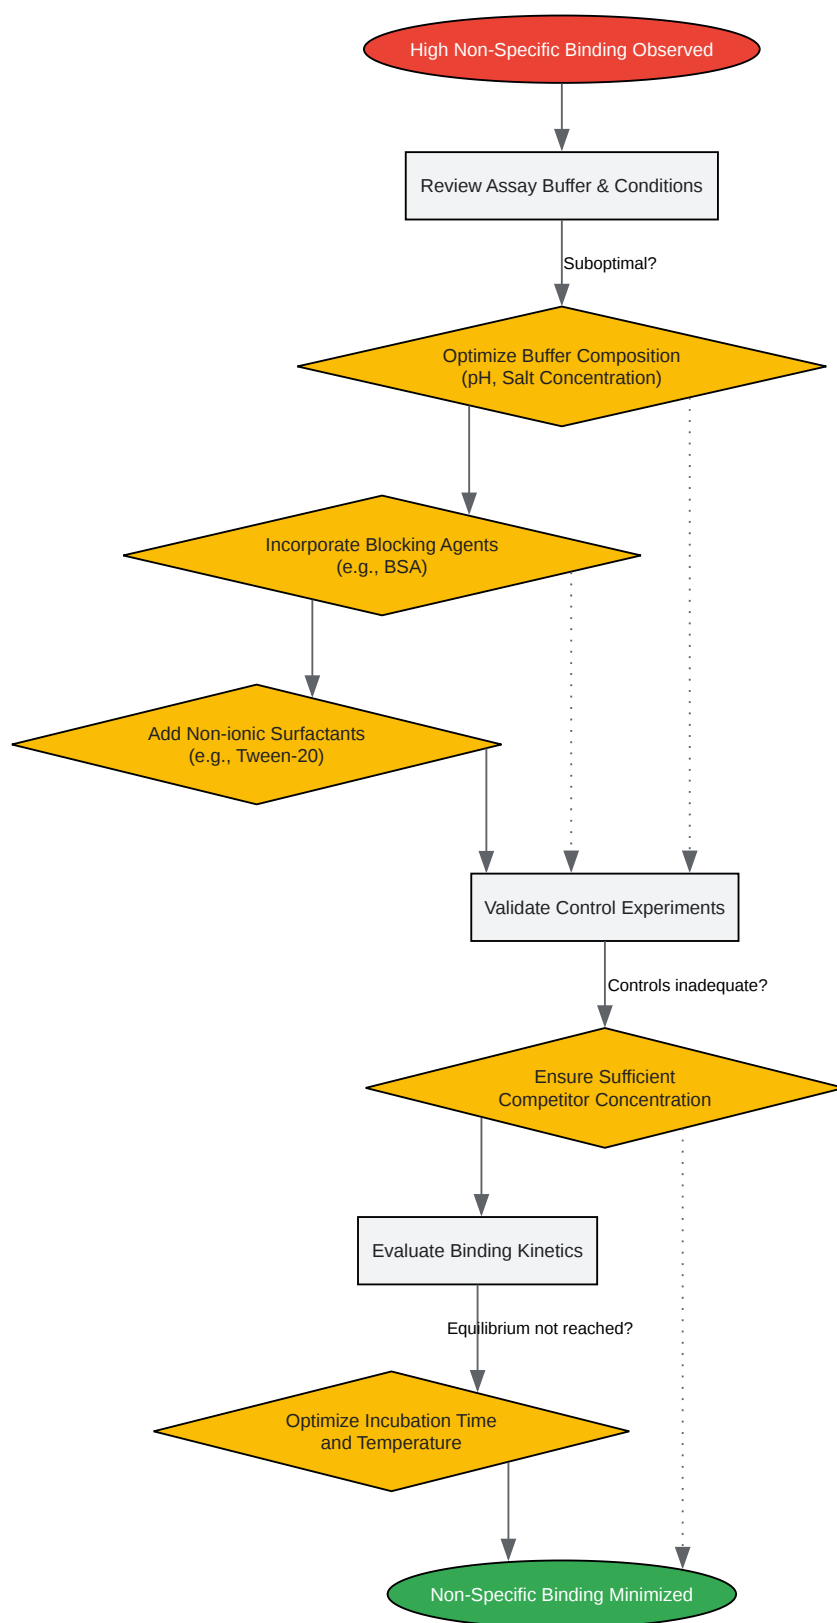 High Non-Specific Binding Observed
Review Assay Buffer & Conditions
Suboptimal?
Optimize Buffer Composition
(pH, Salt Concentration)
Incorporate Blocking Agents
(e.g., BSA)
Add Non-ionic Surfactants
(e.g., Tween-20)
Validate Control Experiments
Controls inadequate?
Ensure Sufficient
Competitor Concentration
Evaluate Binding Kinetics
Equilibrium not reached?
Optimize Incubation Time
and Temperature
Non-Specific Binding Minimized